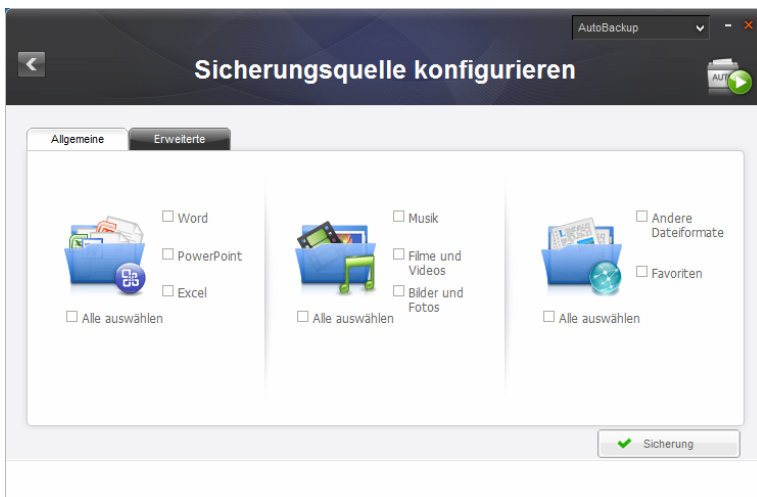 AutoBackup
Sicherungsquelle konfigurieren
AUT
Allgemeine
Erweiterte
Word
PowerPoint
Excel
Alle auswählen
Musik
Filme und
Videos
Bilder und
Fotos
Alle auswählen
Andere
Dateiformate
Favoriten
Alle auswählen
Sicherung